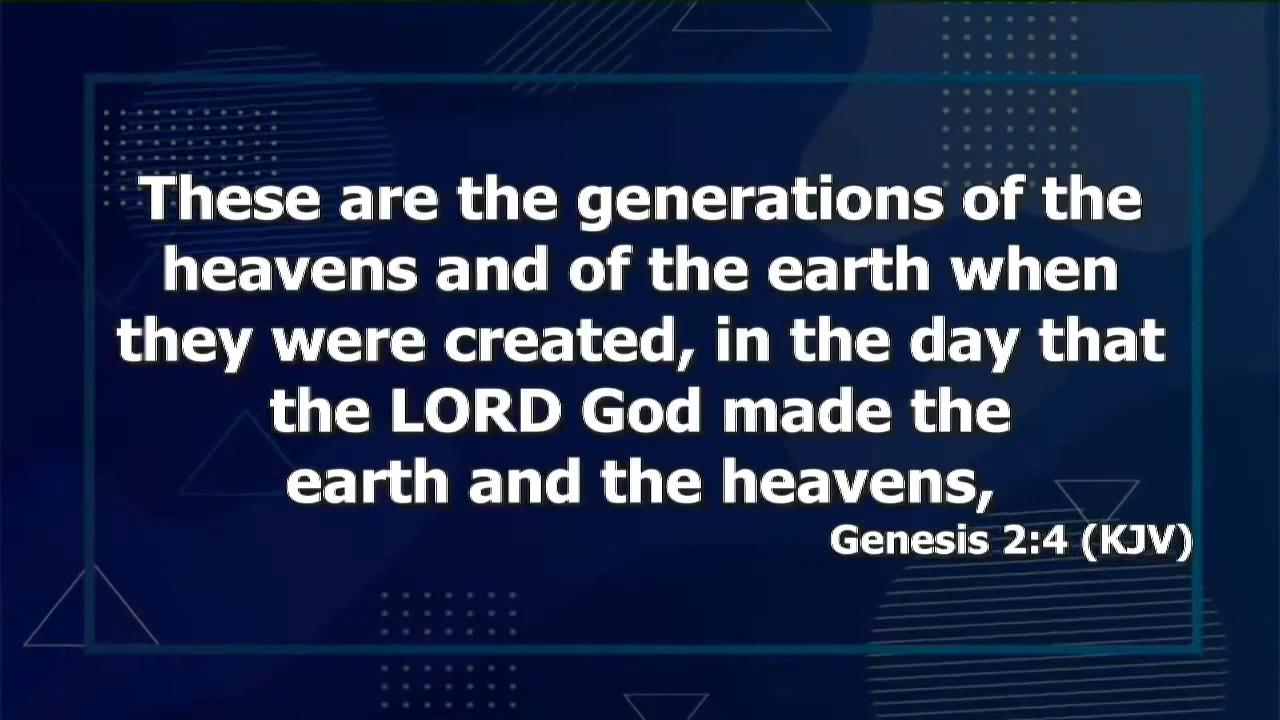 These are the generations of the
heavens and of the earth when
they were created, in the day that
the LORD God made the
earth and the heavens,
Genesis 2:4 (KJV)